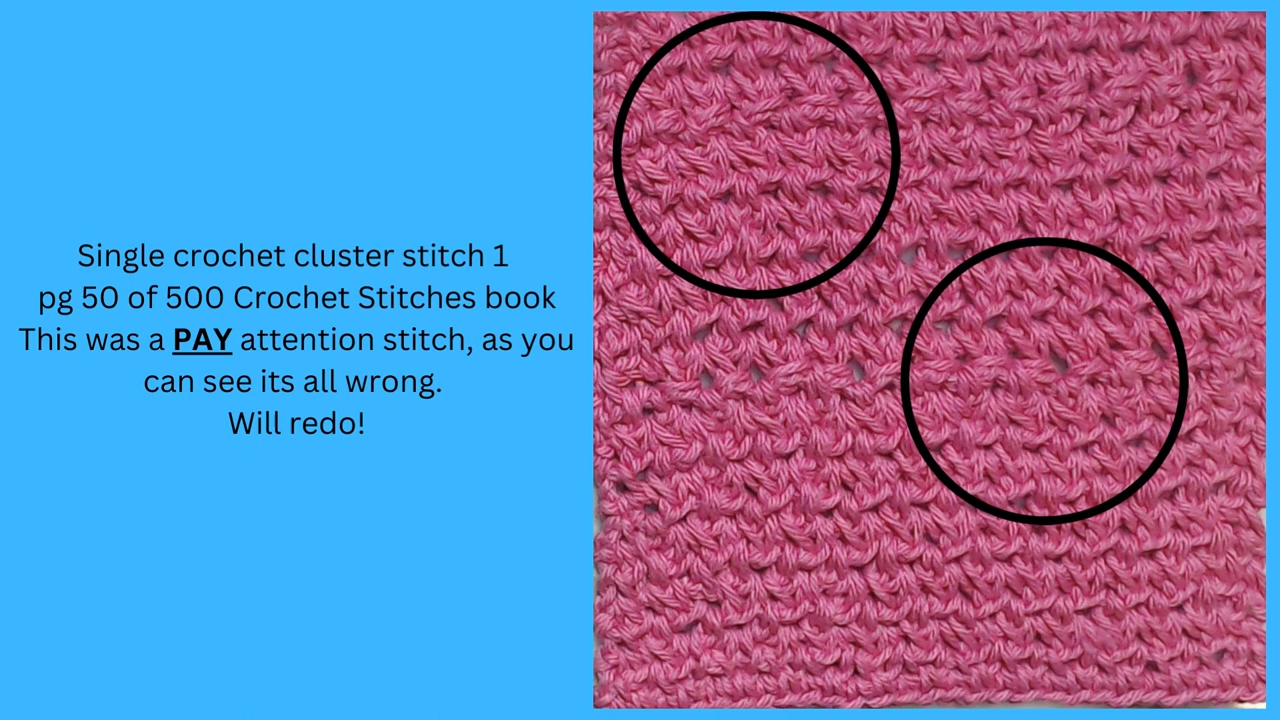 Single crochet cluster stitch 1
pg 50 of 500 Crochet Stitches book
This was a PAY attention stitch, as you
can see its all wrong.
Will redo!